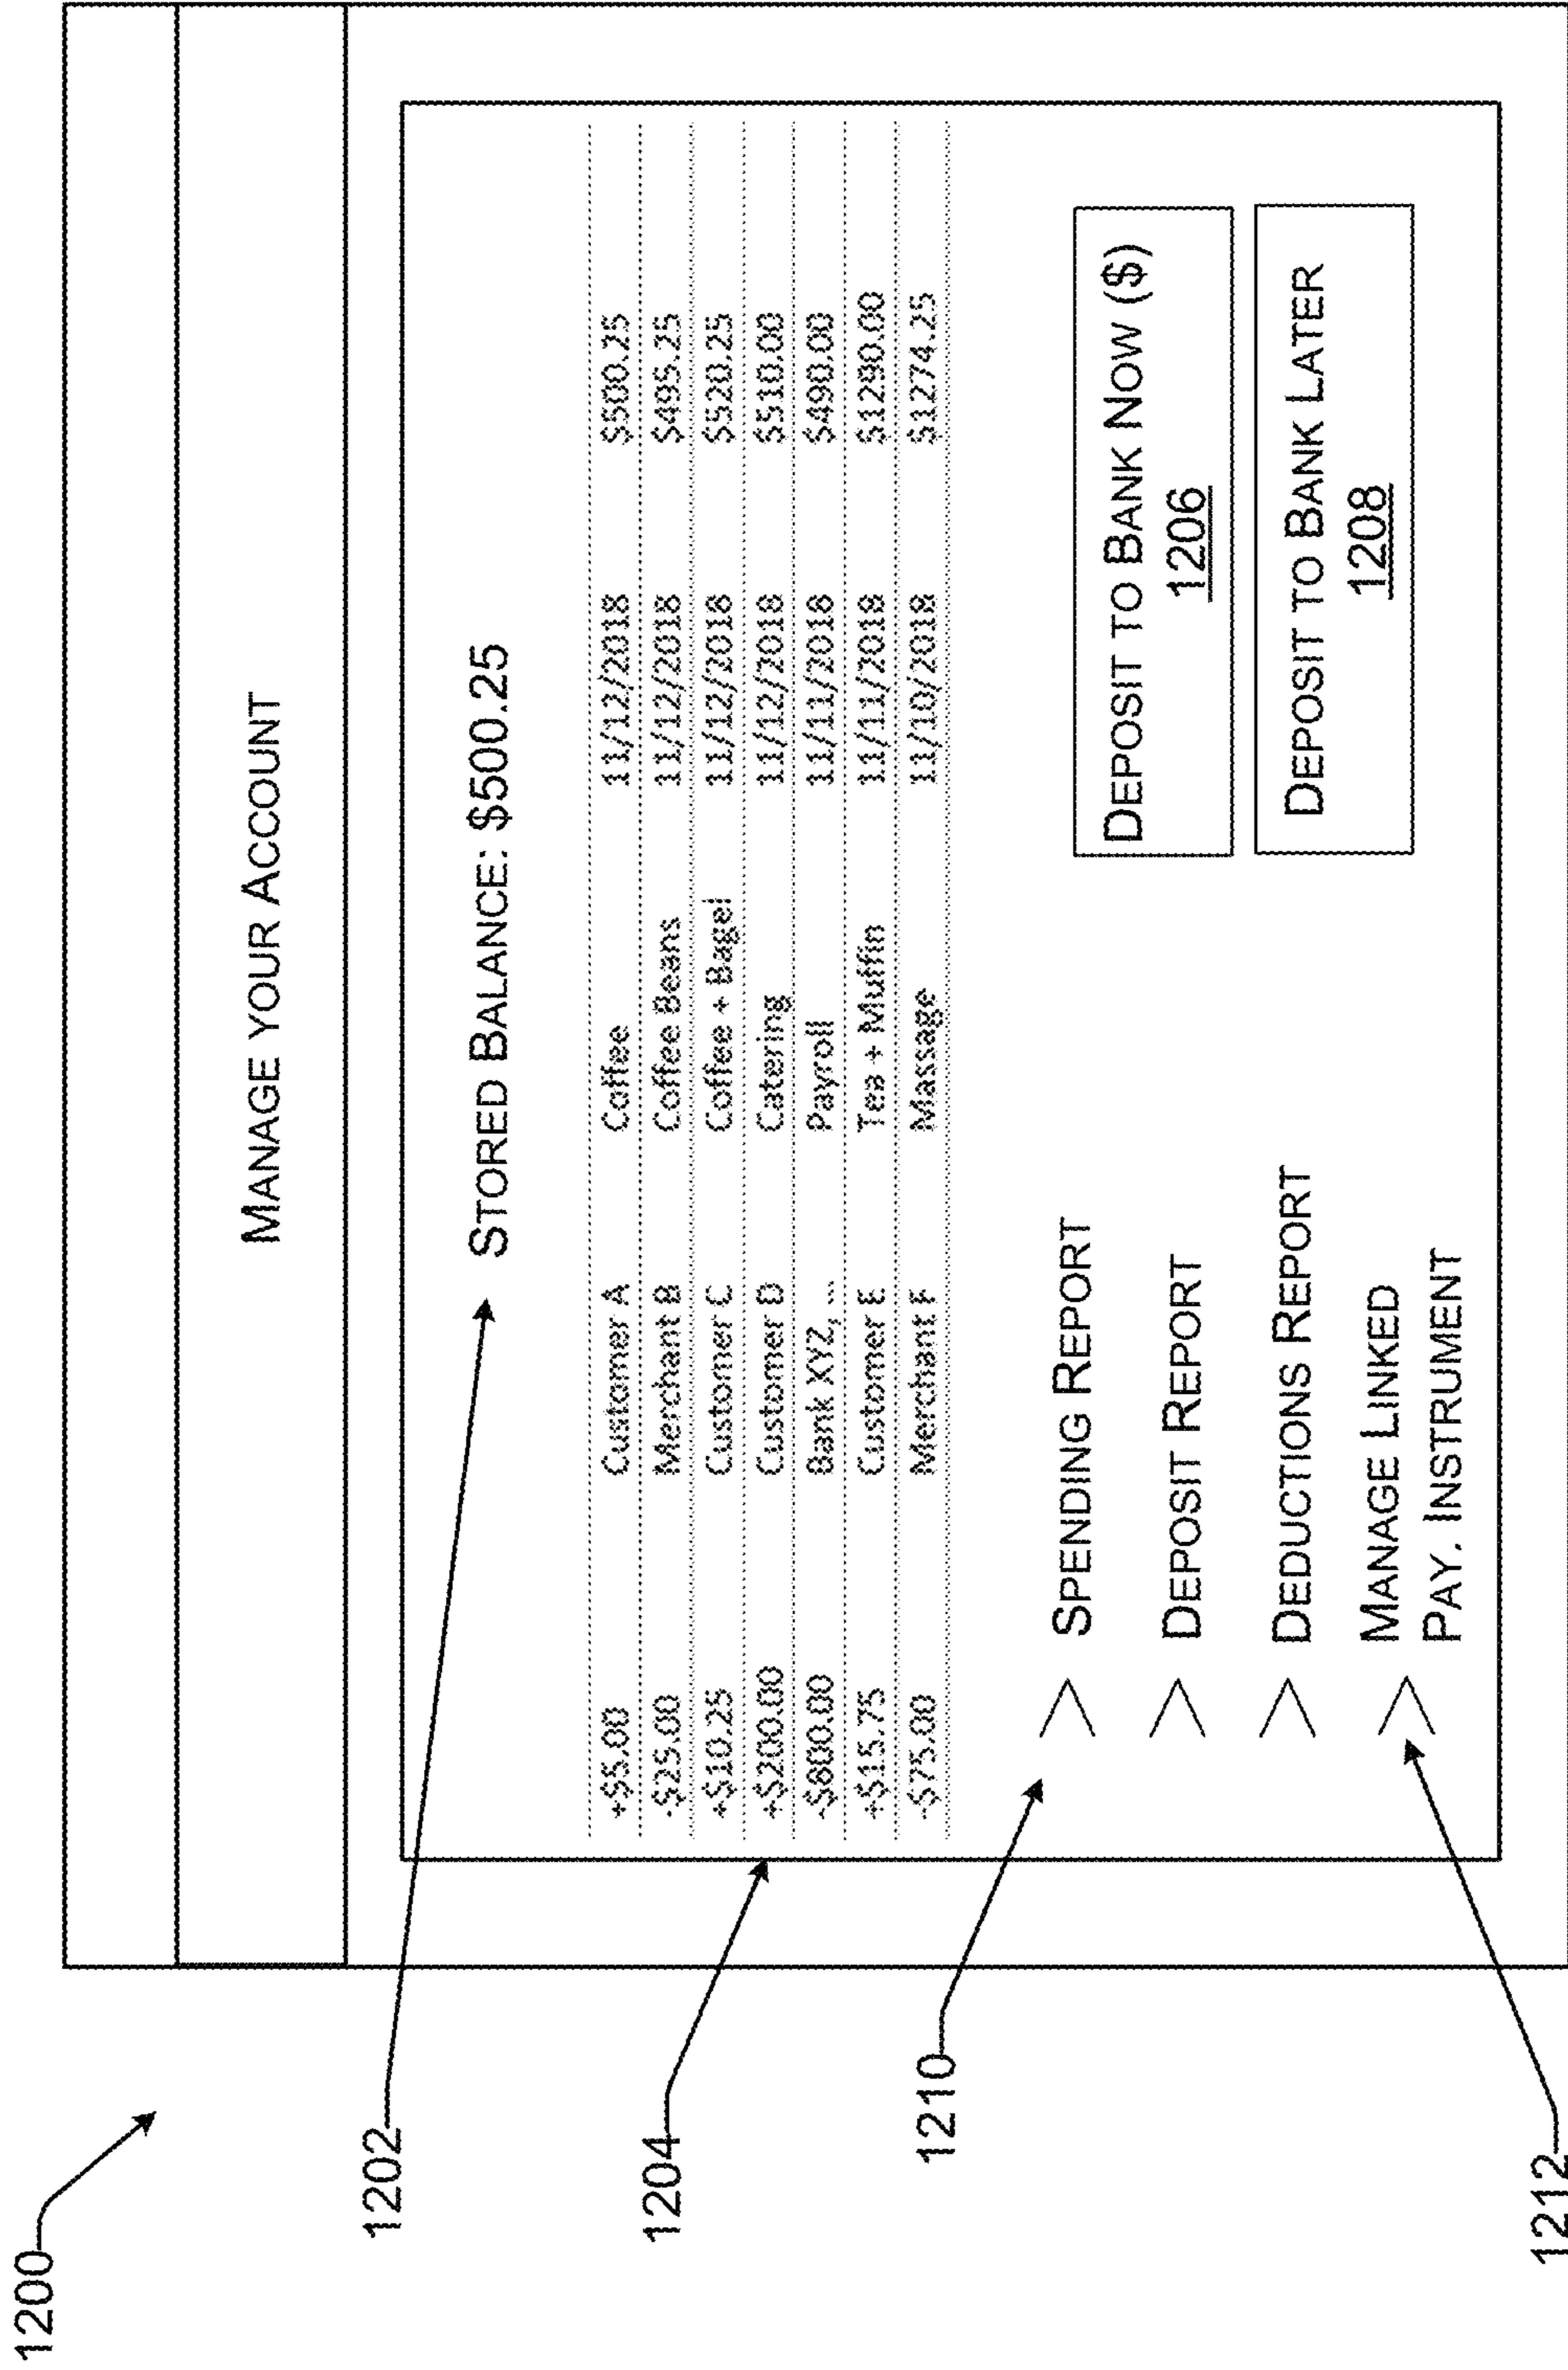 1200
MANAGE YOUR ACCOUNT
1202
STORED BALANCE: $500.25
+$5.00 Customer A Coffee 11/12/2018 $500.25
-$25.00 Merchant B Coffee Beans 11/12/2018 $495.25
+$10.25 Customer C Coffee + Bagel 11/12/2018 $520.25
1204
+$200.00 Customer D Catering 11/12/2018 $510.00
-$800.00 Bank XYZ, ... Payroll 11/11/2018 $490.00
+$15.75 Customer E Tea + Muffin 11/11/2018 $1290.00
-$75.00 Merchant F Massage 11/10/2018 $1274.25
1210
> SPENDING REPORT
> DEPOSIT REPORT
> DEDUCTIONS REPORT
> MANAGE LINKED
PAY. INSTRUMENT
DEPOSIT TO BANK NOW ($)
1206
DEPOSIT TO BANK LATER
1208
1212